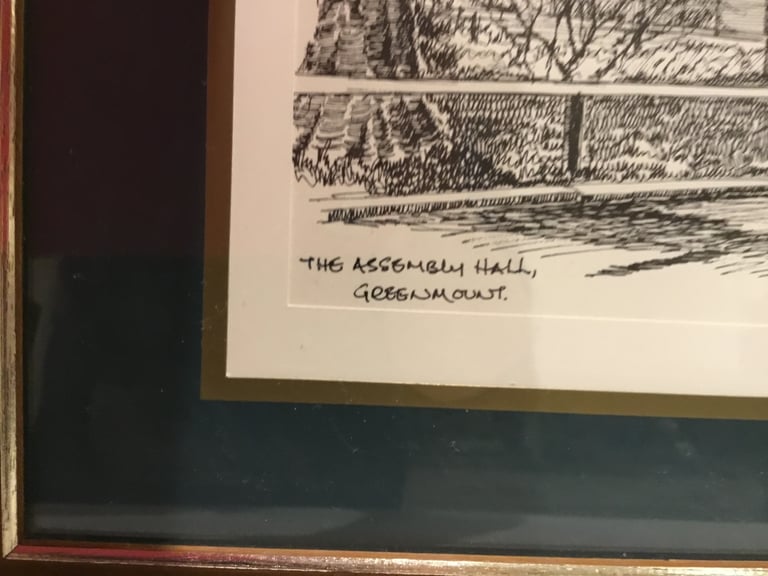 THE ASSEMBLY HALL,
GREENMOUNT.